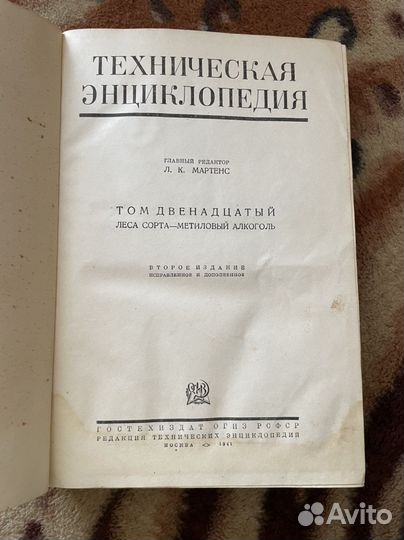 ТЕХНИЧЕСКАЯ
ЭНЦИКЛОПЕДИЯ
ГЛАВНЫЙ РЕДАКТОР
Л. К. МАРТЕНС
ТОМ ДВЕНАДЦАТЫЙ
ЛЕСА СОРТА—МЕТИЛОВЫЙ АЛКОГОЛЬ
ВТОРОЕ ИЗДАНИЕ
ИСПРАВЛЕННОЕ И ДОПОЛНЕННОЕ
ГОСТЕХИЗДАТ ОГИЗ РСФСР
РЕДАКЦИЯ ТЕХНИЧЕСКИХ ЭНЦИКЛОПЕДИЙ
МОСКВА <> 1941
Avito